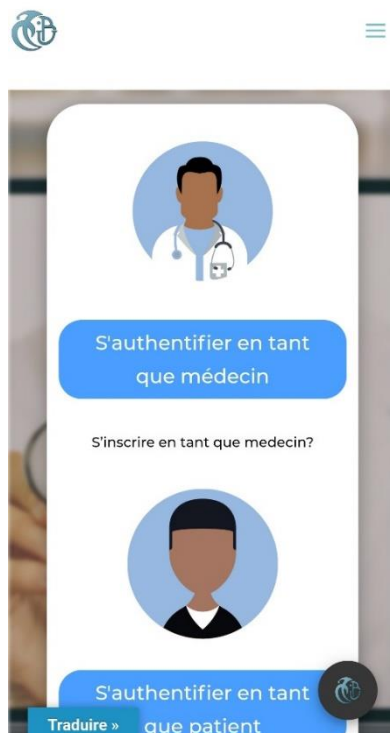 S'authentifier en tant
que médecin
S'inscrire en tant que medecin?
S'authentifier en tant
que patient
Traduire »